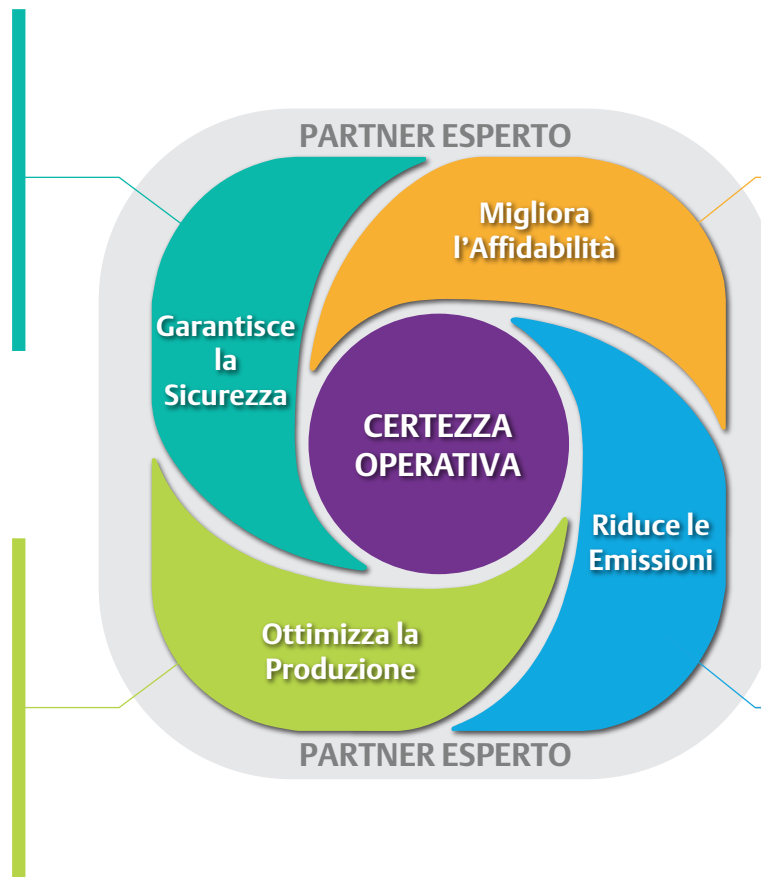 PARTNER ESPERTO
Migliora
l’Affidabilità
Garantisce
la
Sicurezza
CERTEZZA
OPERATIVA
Riduce le
Emissioni
Ottimizza la
Produzione
PARTNER ESPERTO